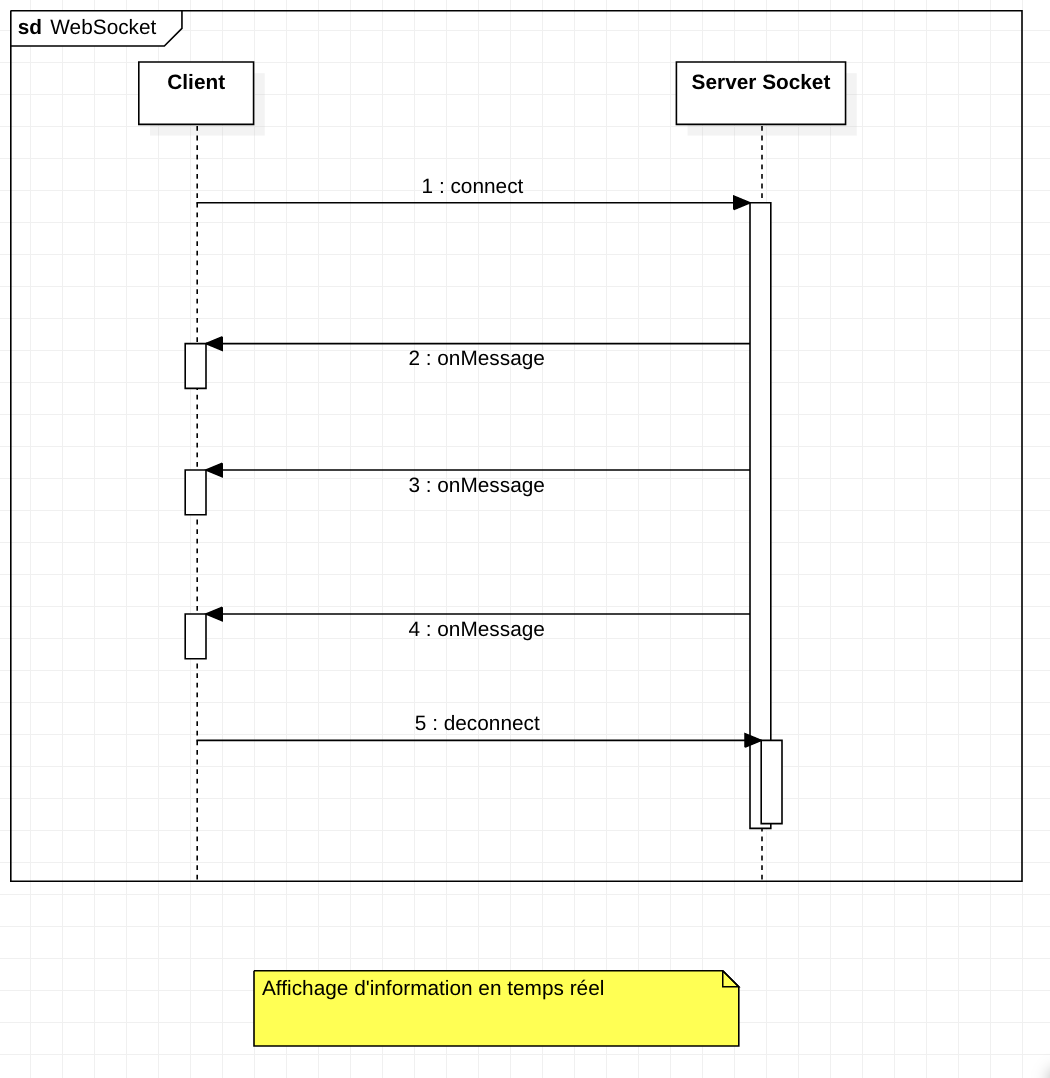 sd WebSocket
Client
Server Socket
1 : connect
2 : onMessage
3 : onMessage
4 : onMessage
5 : deconnect
Affichage d'information en temps réel